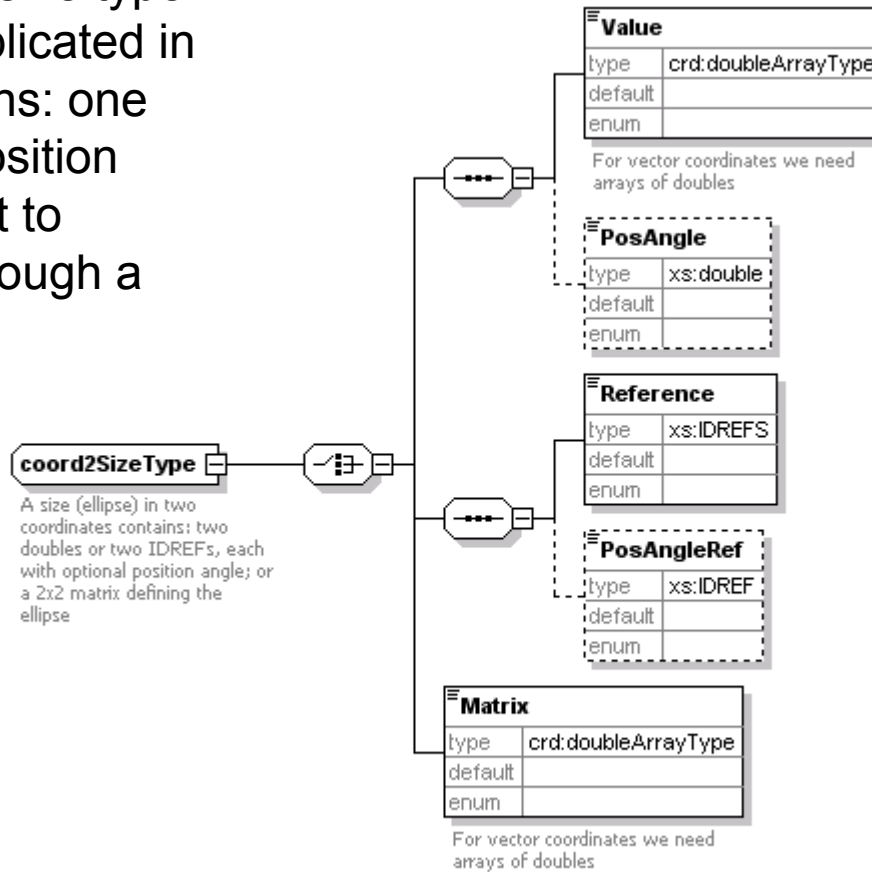 plicated in
ns: one
osition
t to
ough a
Value
type crd:doubleArrayType
default
enum
For vector coordinates we need
arrays of doubles
PosAngle
type xs:double
default
enum
Reference
type xs:IDREFS
default
enum
coord2SizeType
A size (ellipse) in two
coordinates contains: two
doubles or two IDREFs, each
with optional position angle; or
a 2x2 matrix defining the
ellipse
PosAngleRef
type xs:IDREF
default
enum
Matrix
type crd:doubleArrayType
default
enum
For vector coordinates we need
arrays of doubles